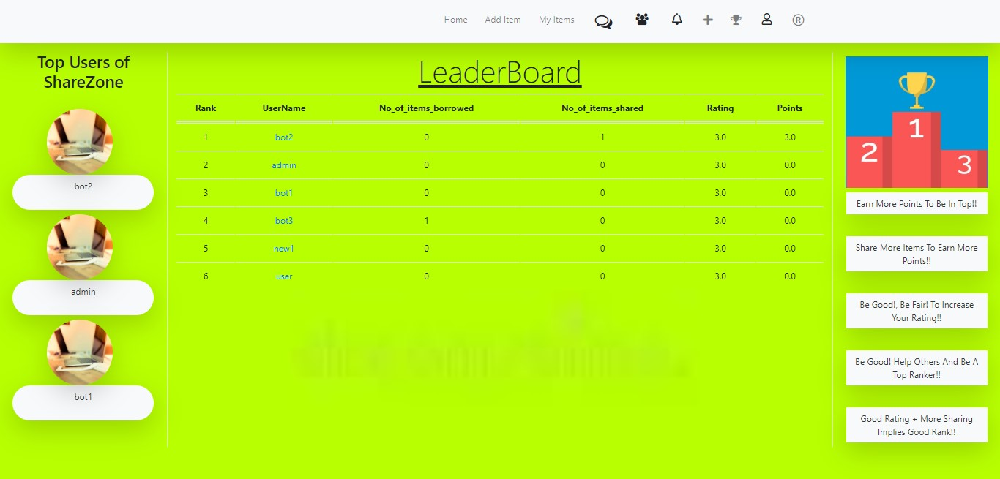 Home Add Item My Items ®
Top Users of
ShareZone
bot2
admin
bot1
LeaderBoard
Rank UserName No_of_items_borrowed No_of_items_shared Rating Points
1 bot2 0 1 3.0 3.0
2 admin 0 0 3.0 0.0
3 bot1 0 0 3.0 0.0
4 bot3 1 0 3.0 0.0
5 new1 0 0 3.0 0.0
6 user 0 0 3.0 0.0
1
2
3
Earn More Points To Be In Top!!
Share More Items To Earn More
Points!!
Be Good!, Be Fair! To Increase
Your Rating!!
Be Good! Help Others And Be A
Top Ranker!!
Good Rating + More Sharing
Implies Good Rank!!